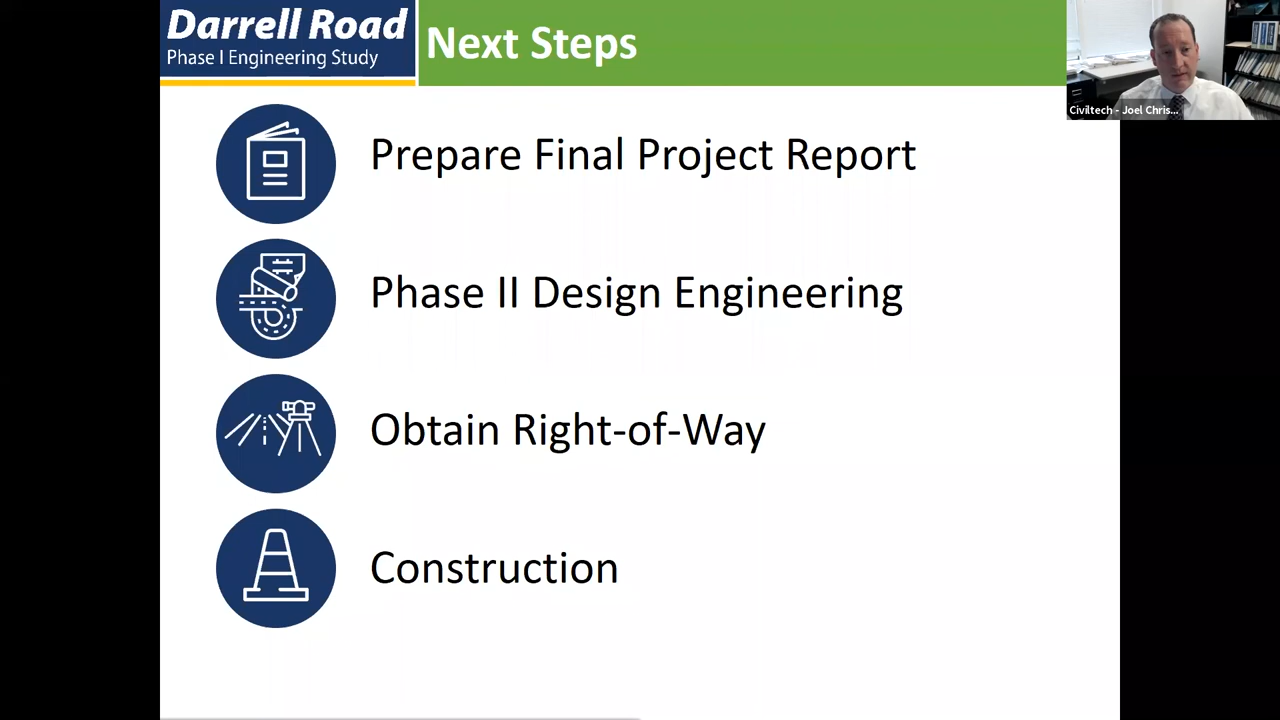 Darrell Road
Phase I Engineering Study
Next Steps
Civiltech - Joel Chris...
Prepare Final Project Report
Phase II Design Engineering
Obtain Right-of-Way
Construction